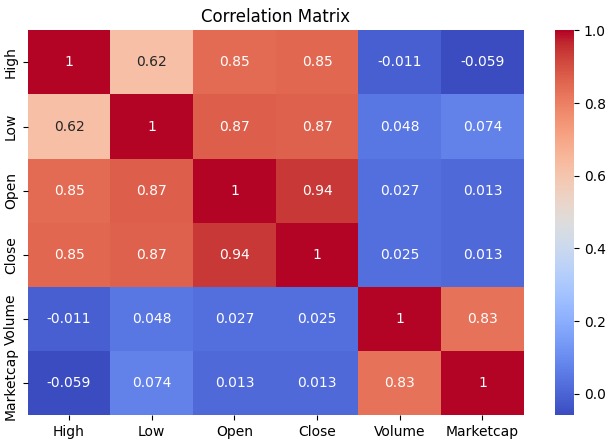 Correlation Matrix
High 1 0.62 0.85 0.85 -0.011 -0.059
Low 0.62 1 0.87 0.87 0.048 0.074
Open 0.85 0.87 1 0.94 0.027 0.013
Close 0.85 0.87 0.94 1 0.025 0.013
Volume -0.011 0.048 0.027 0.025 1 0.83
Marketcap -0.059 0.074 0.013 0.013 0.83 1
High Low Open Close Volume Marketcap
1.0
0.8
0.6
0.4
0.2
0.0